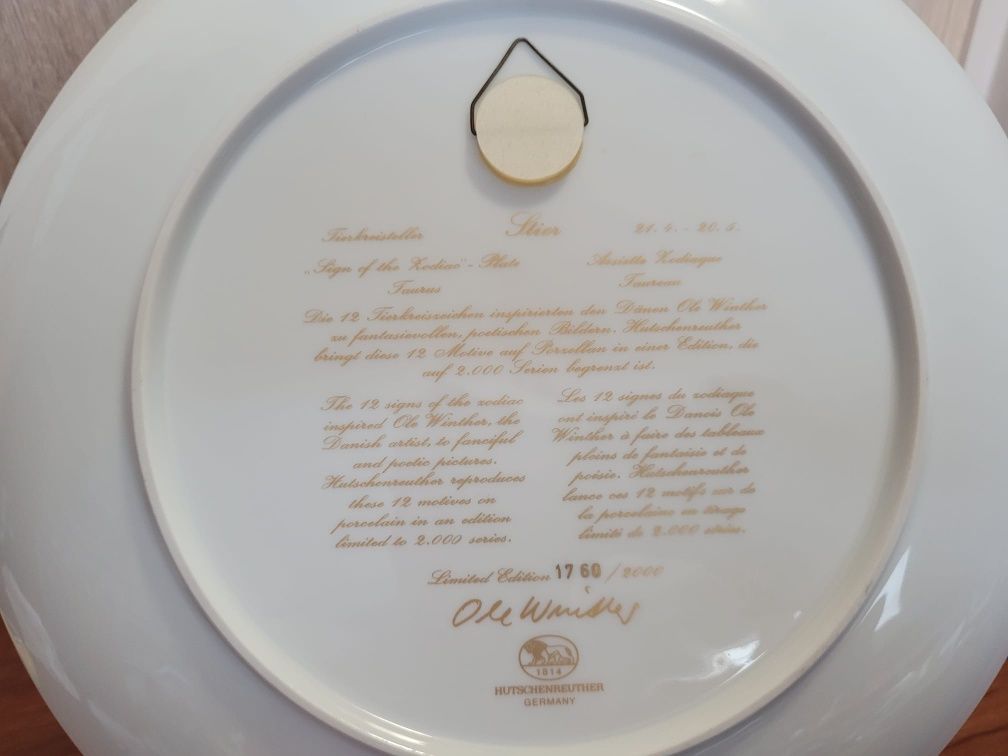 Tierkreisteller Stier 21. 4. - 20. 5.
„Sign of the Zodiac" - Plate
Taurus
Assiette Zodiaque
Taureau
Die 12 Tierkreiszeichen inspirierten den Dänen Ole Winther
zu fantasievollen, poetischen Bildern. Hutschenreuther
bringt diese 12 Motive auf Porzellan in einer Edition, die
auf 2.000 Serien begrenzt ist.
The 12 signs of the zodiac
inspired Ole Winther, the
Danish artist, to fanciful
and poetic pictures.
Hutschenreuther reproduces
these 12 motives on
porcelain in an edition
limited to 2.000 series.
Les 12 signes du zodiaque
ont inspiré le Danois Ole
Winther à faire des tableaux
pleins de fantaisie et de
poésie. Hutschenreuther
lance ces 12 motifs sur de
la porcelaine en tirage
limité de 2.000 séries.
Limited Edition 1760 / 2000
Ole Winther
1814
HUTSCHENREUTHER
GERMANY